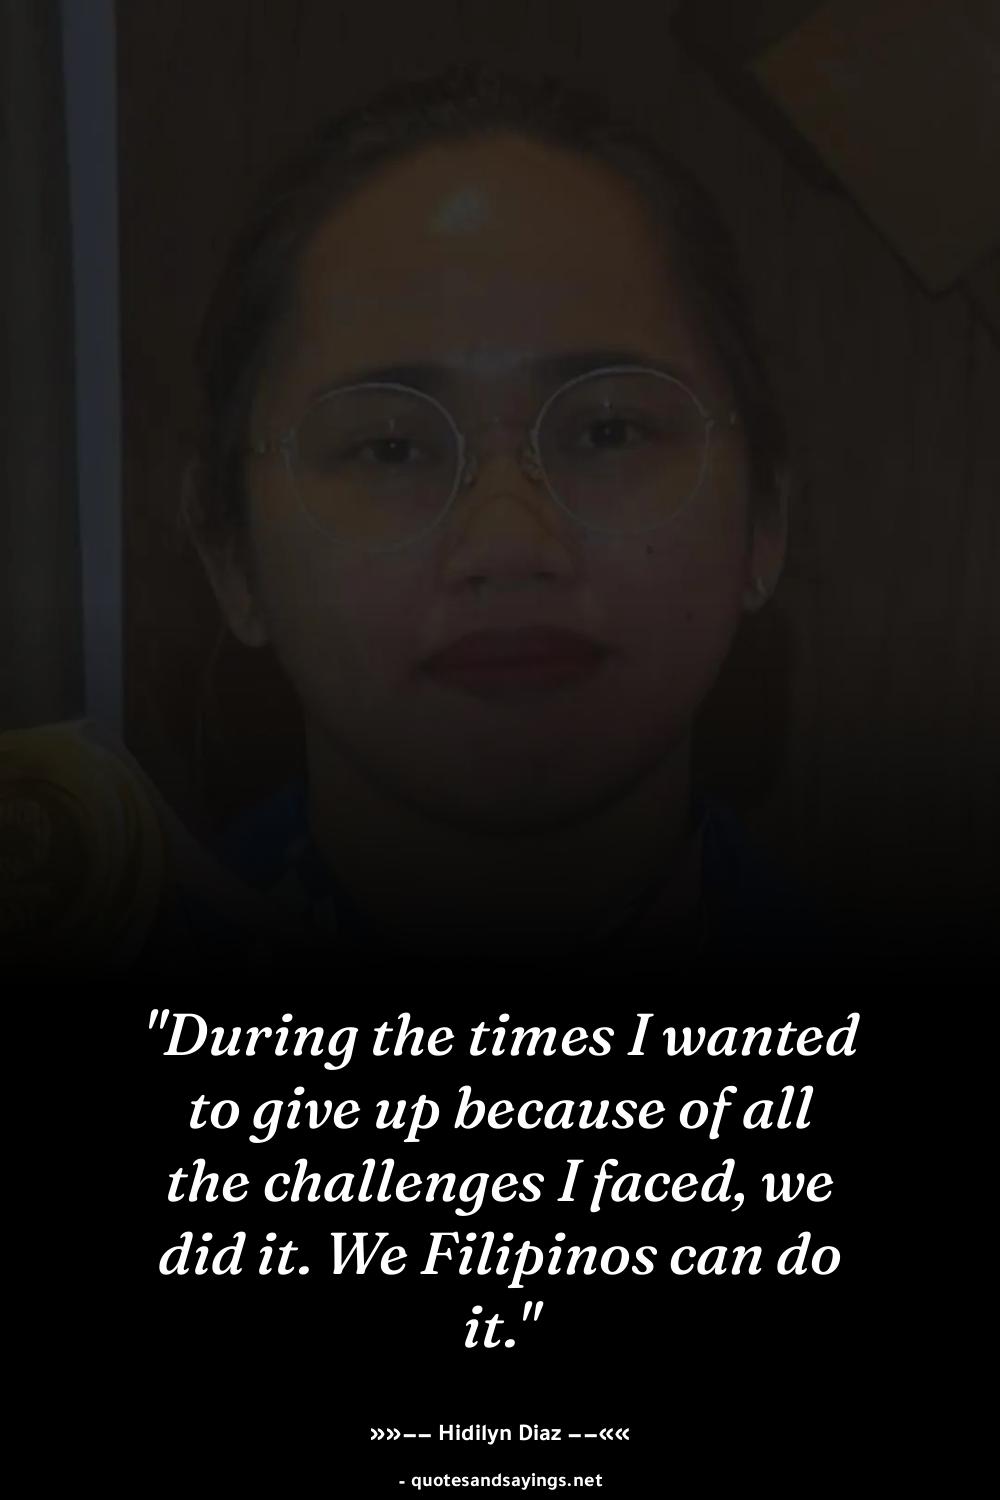 "During the times I wanted
to give up because of all
the challenges I faced, we
did it. We Filipinos can do
it."
»»−− Hidilyn Diaz −−««
- quotesandsayings.net